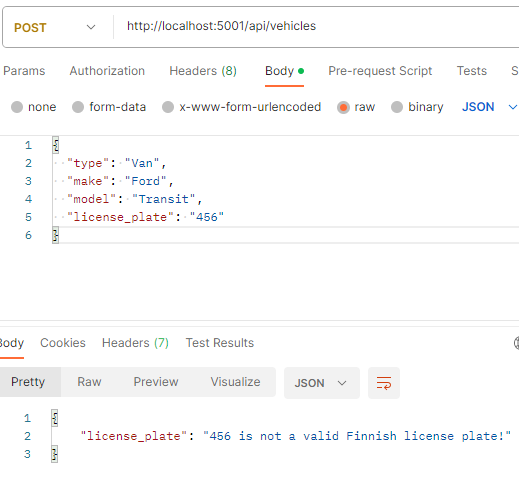 POST http://localhost:5001/api/vehicles
Params Authorization Headers (8) Body Pre-request Script Tests S
none form-data x-www-form-urlencoded raw binary JSON
1 {
2 "type": "Van",
3 "make": "Ford",
4 "model": "Transit",
5 "license_plate": "456"
6 }
Body Cookies Headers (7) Test Results
Pretty Raw Preview Visualize JSON
1 {
2 "license_plate": "456 is not a valid Finnish license plate!"
3 }